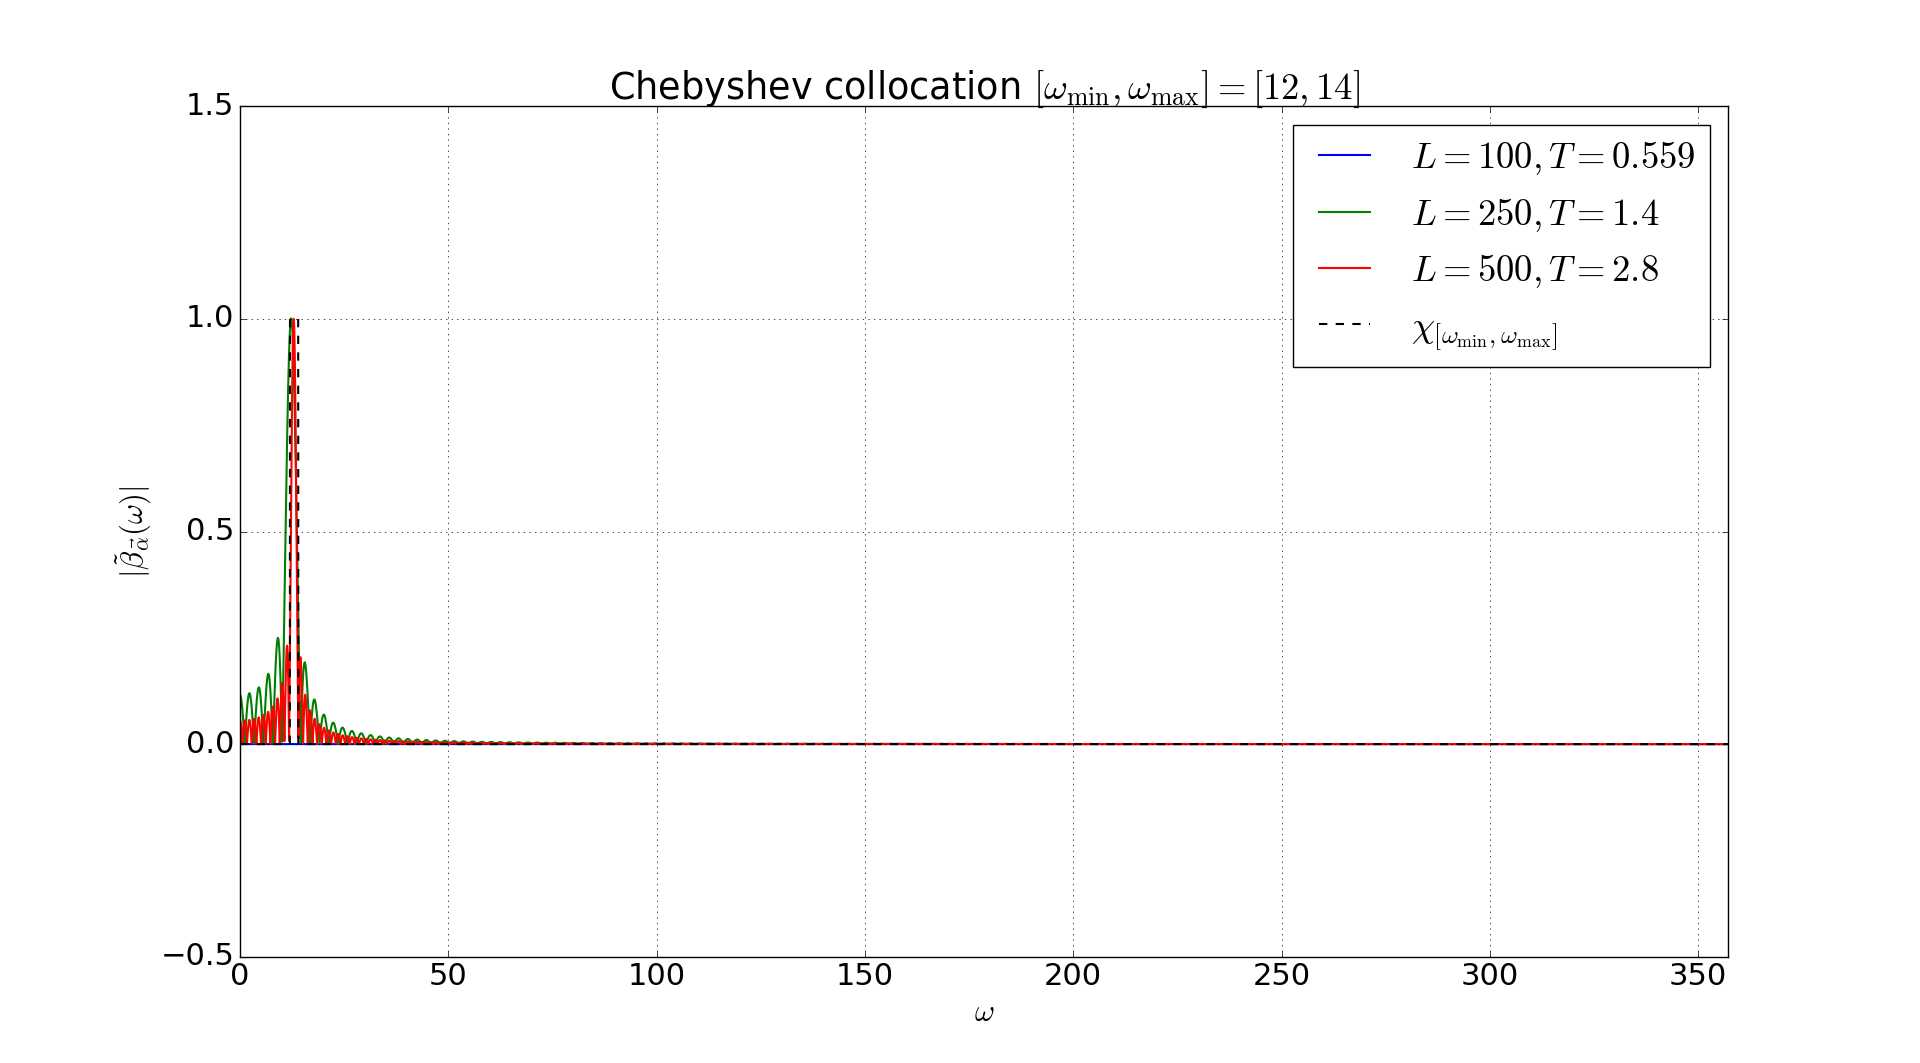 Chebyshev collocation [ω_min, ω_max] = [12, 14]
1.5
1.0
0.5
0.0
−0.5
|β̃_α⃗(ω)|
L = 100, T = 0.559
L = 250, T = 1.4
L = 500, T = 2.8
χ_[ω_min, ω_max]
0 50 100 150 200 250 300 350
ω